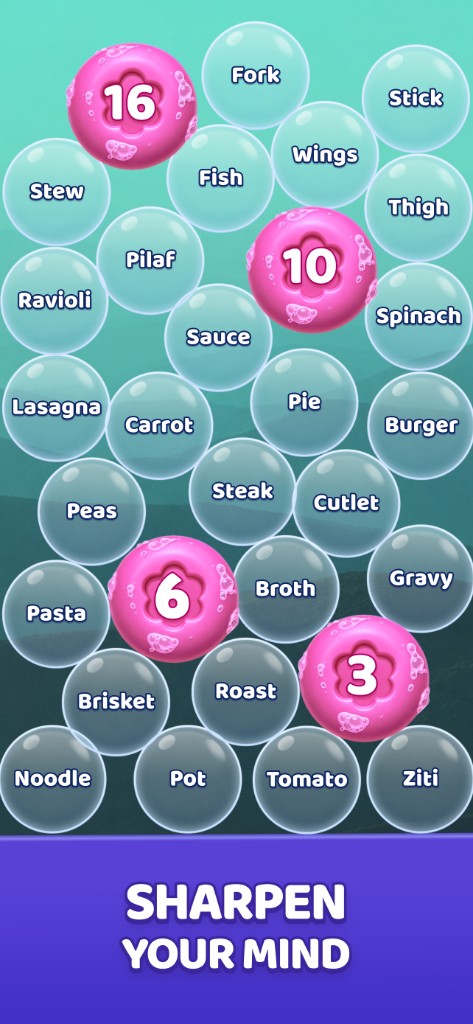 Fork
Stick
16
Wings
Fish
Stew
Thigh
Pilaf
10
Ravioli
Spinach
Sauce
Pie
Lasagna
Carrot
Burger
Steak
Cutlet
Peas
Gravy
Broth
6
Pasta
3
Roast
Brisket
Noodle
Pot
Tomato
Ziti
SHARPEN
YOUR MIND